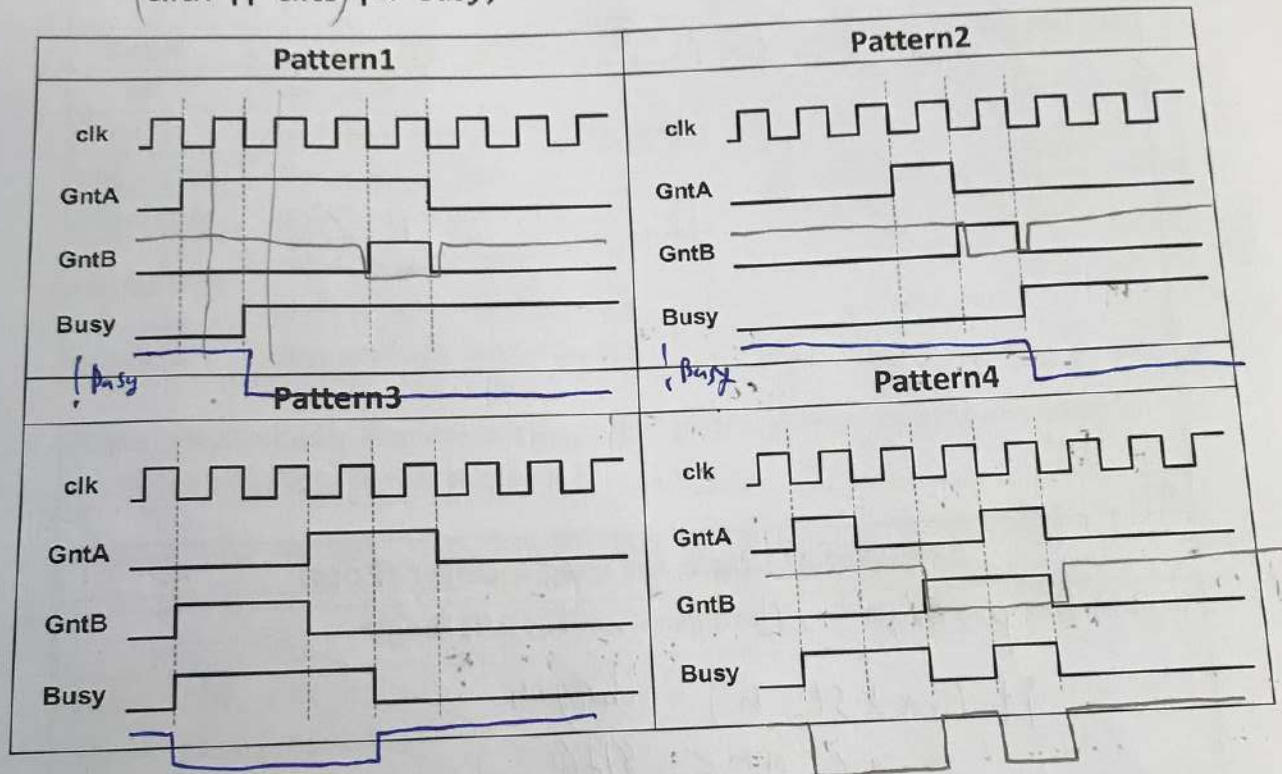 Pattern1
Pattern2
clk
GntA
GntB
Busy
clk
GntA
GntB
Busy
! Busy
! Busy
Pattern3
Pattern4
clk
GntA
GntB
Busy
clk
GntA
GntB
Busy